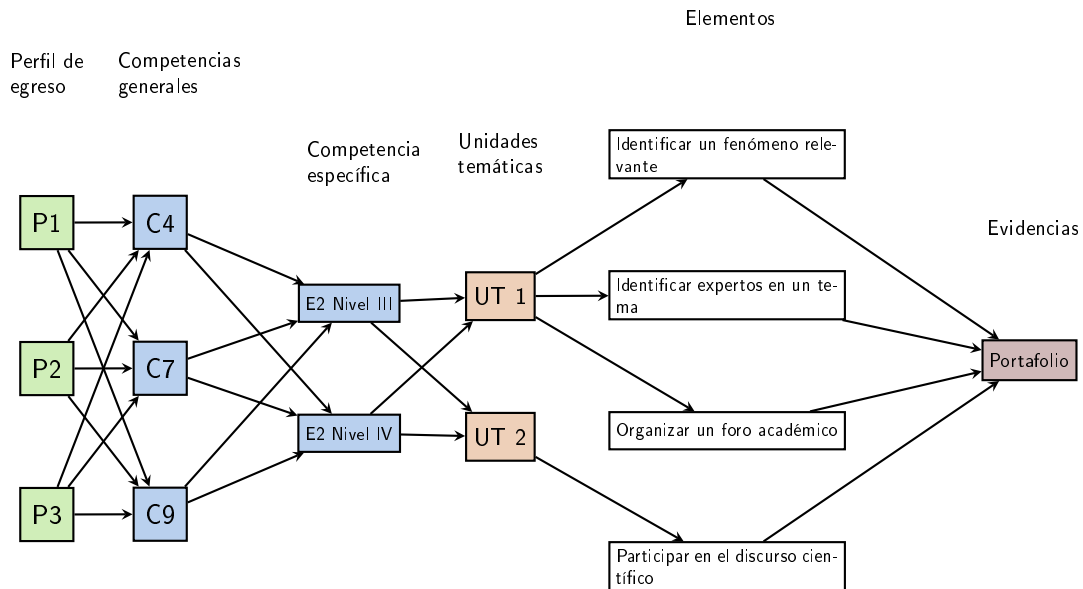 Elementos
Perfil de
egreso
Competencias
generales
Competencia
específica
Unidades
temáticas
Evidencias
Identificar un fenómeno rele-
vante
P1
C4
UT 1
Identificar expertos en un te-
ma
E2 Nivel III
P2
C7
Portafolio
E2 Nivel IV
UT 2
Organizar un foro académico
P3
C9
Participar en el discurso cien-
tífico